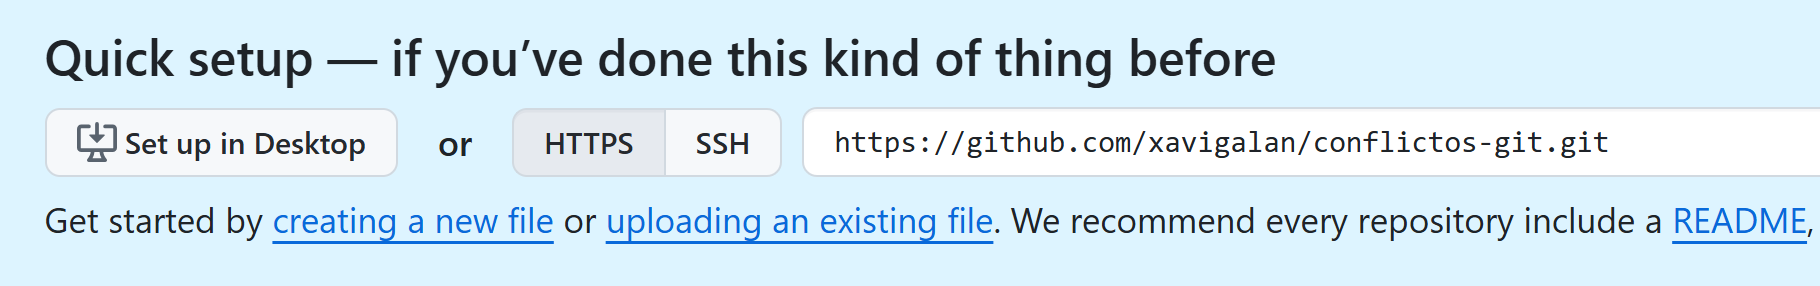 Quick setup — if you’ve done this kind of thing before
Set up in Desktop or HTTPS SSH https://github.com/xavigalan/conflictos-git.git
Get started by creating a new file or uploading an existing file. We recommend every repository include a README,